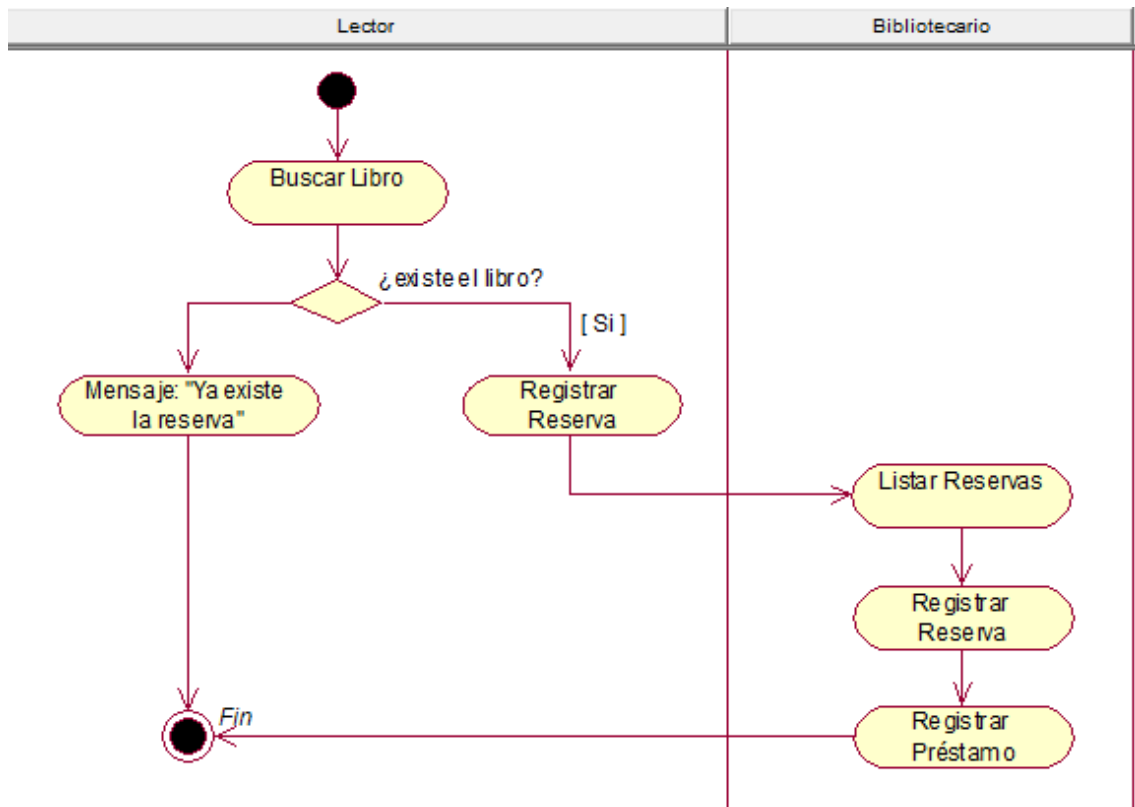 Lector
Bibliotecario
Buscar Libro
¿existe el libro?
[ Si ]
Mensaje: "Ya existe
la reserva"
Registrar
Reserva
Listar Reservas
Registrar
Reserva
Fin
Registrar
Préstamo